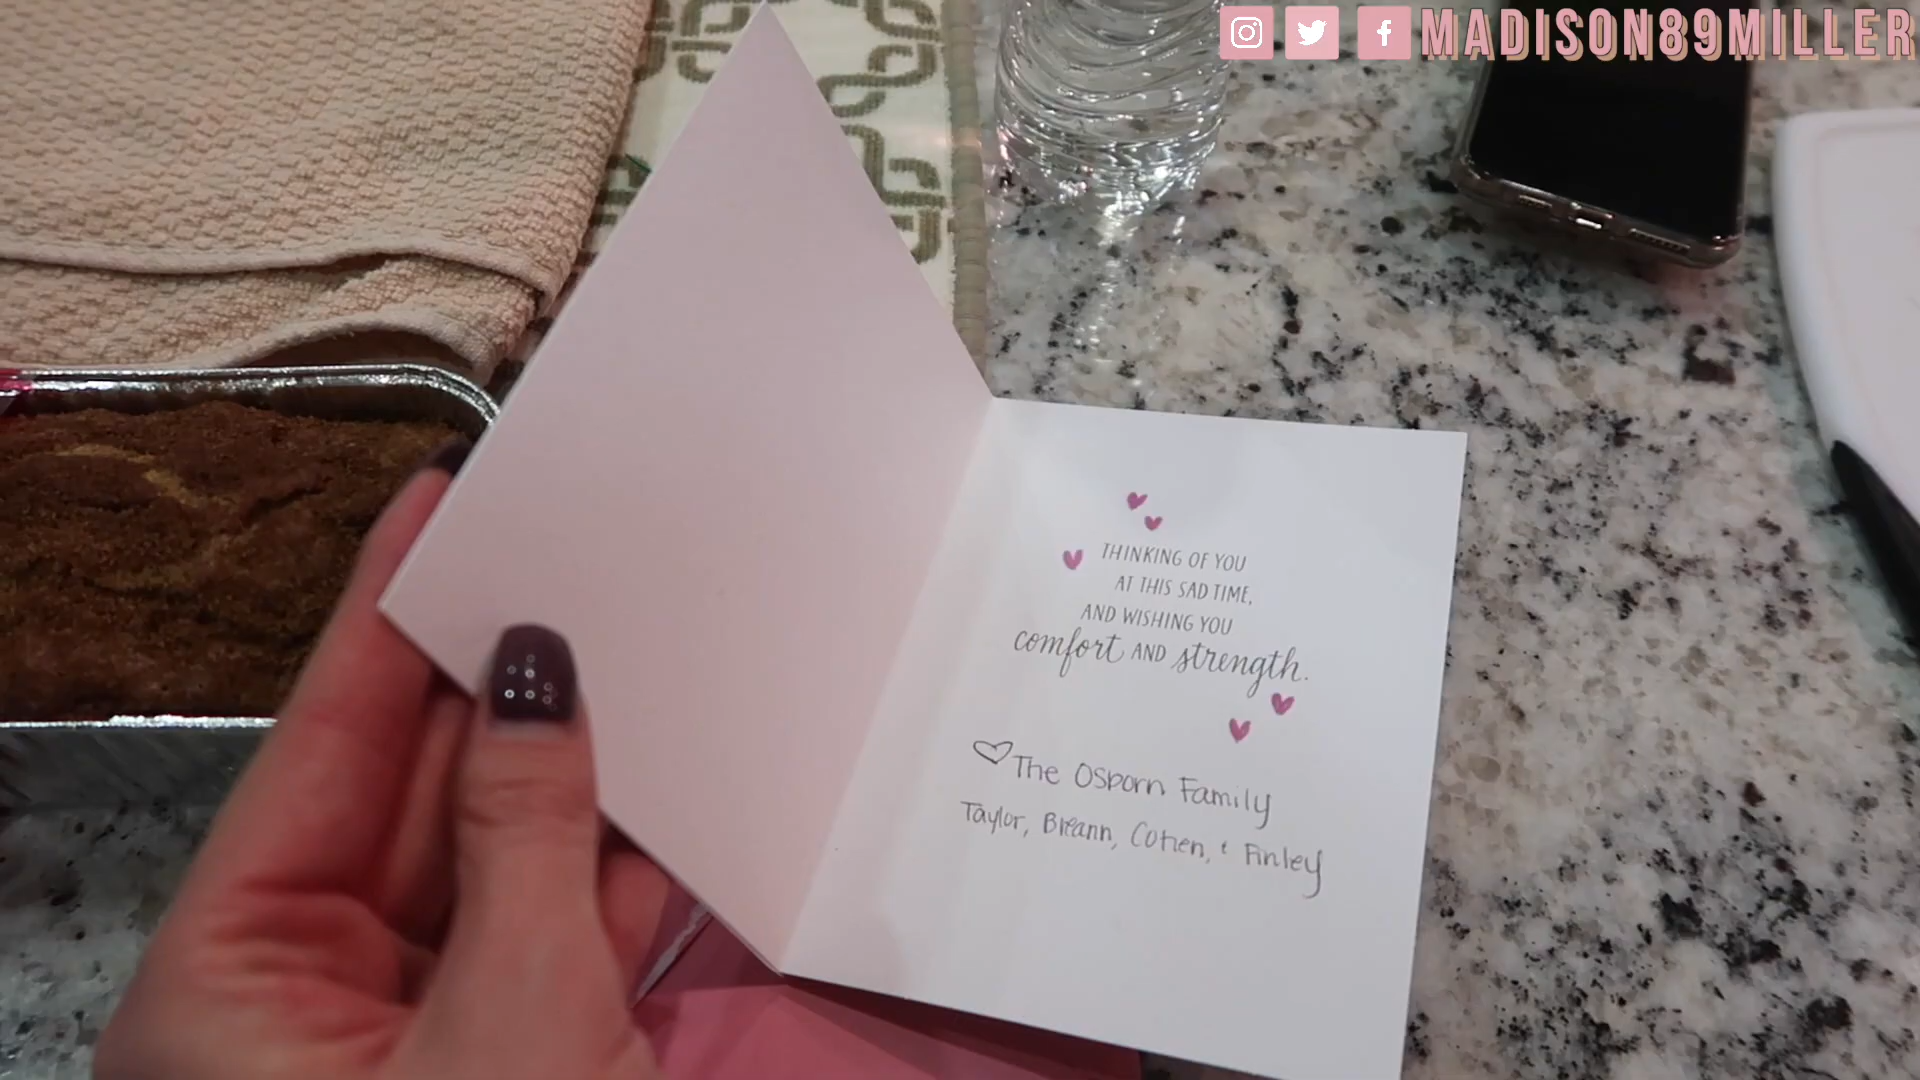 MADISON89MILLER
THINKING OF YOU
AT THIS SAD TIME,
AND WISHING YOU
comfort AND strength.
The Osborn Family
Taylor, Breann, Cohen, & Finley